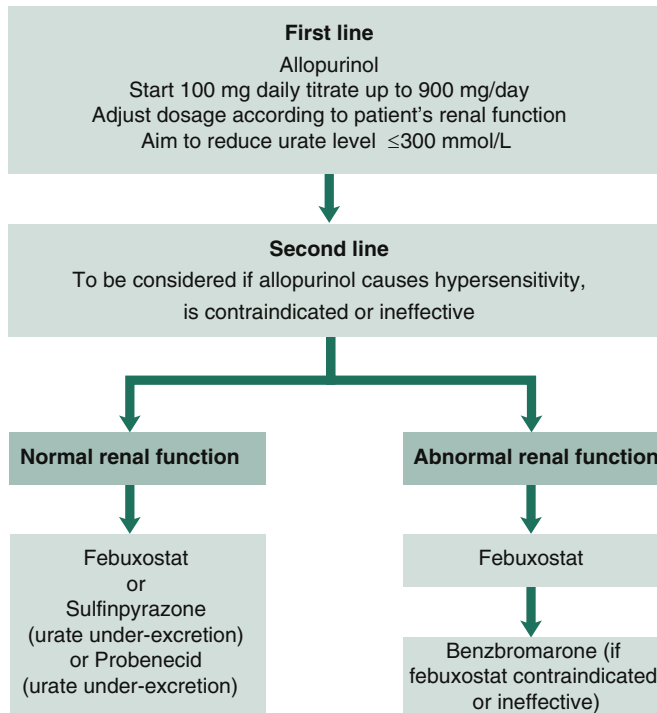 First line
Allopurinol
Start 100 mg daily titrate up to 900 mg/day
Adjust dosage according to patient's renal function
Aim to reduce urate level ≤300 mmol/L
Second line
To be considered if allopurinol causes hypersensitivity,
is contraindicated or ineffective
Normal renal function
Febuxostat
or
Sulfinpyrazone
(urate under-excretion)
or Probenecid
(urate under-excretion)
Abnormal renal function
Febuxostat
Benzbromarone (if
febuxostat contraindicated
or ineffective)